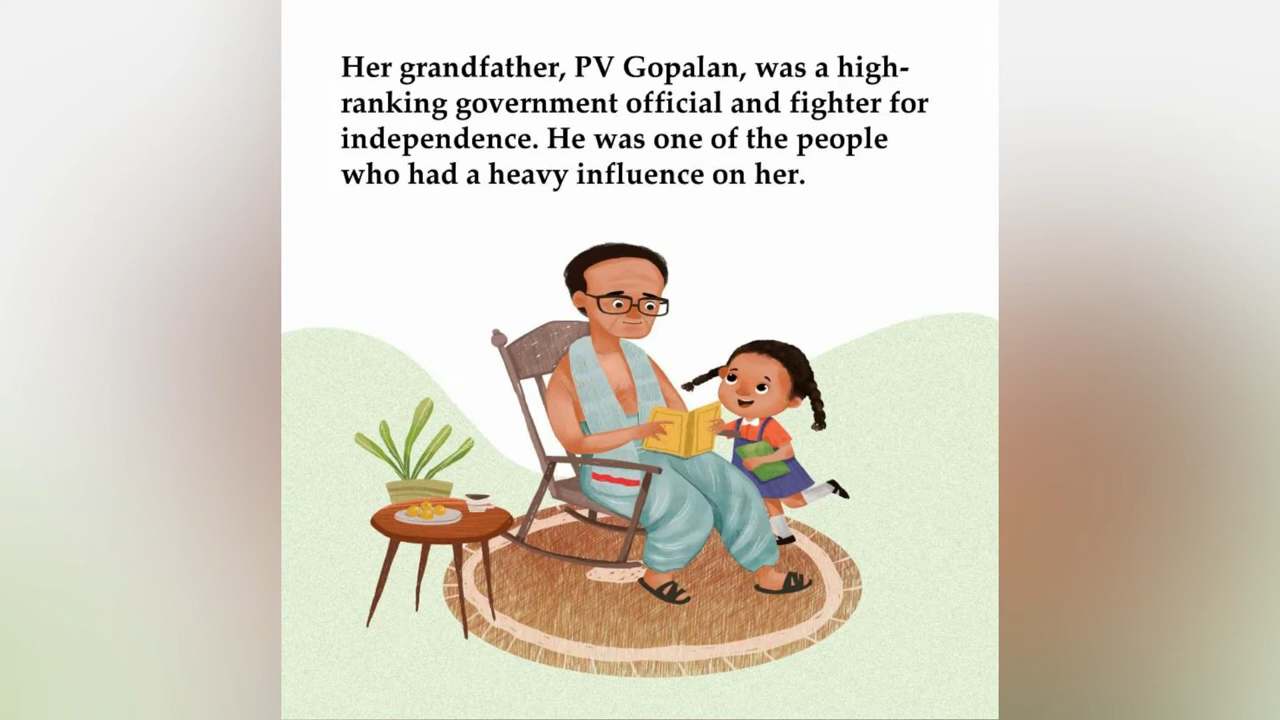 Her grandfather, PV Gopalan, was a high-
ranking government official and fighter for
independence. He was one of the people
who had a heavy influence on her.